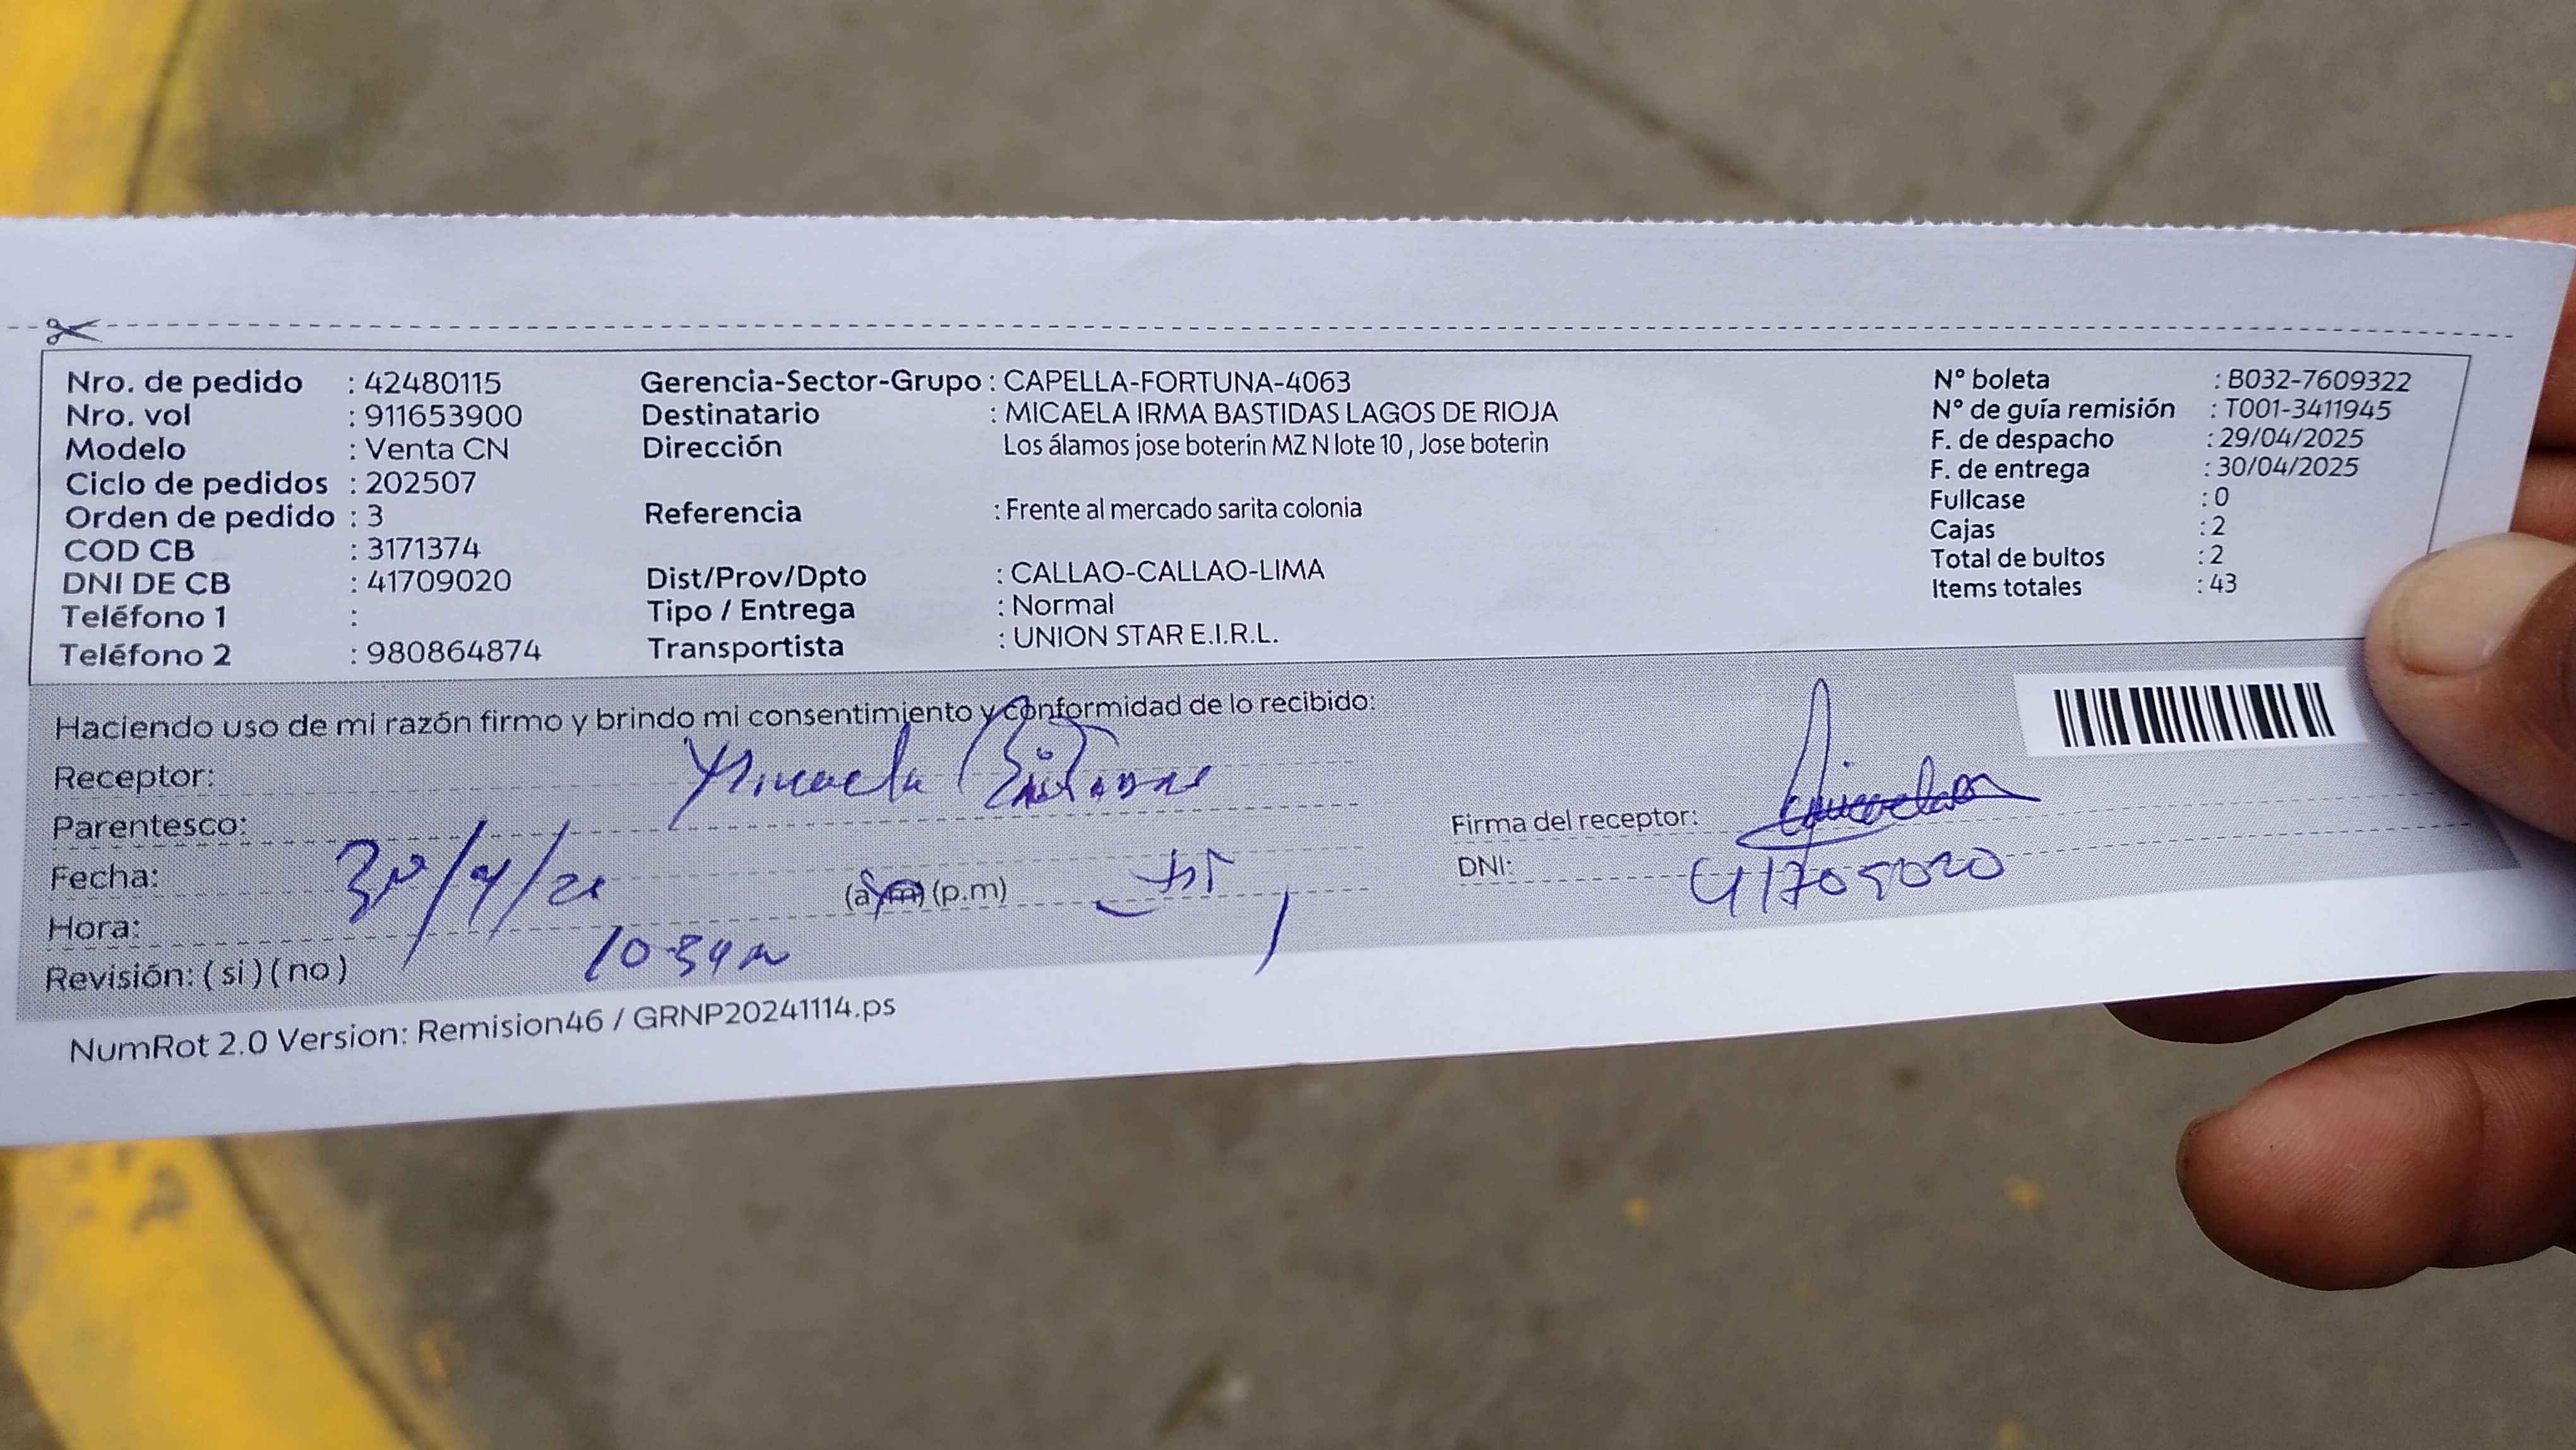 Nro. de pedido : 42480115
Nro. vol : 911653900
Modelo : Venta CN
Ciclo de pedidos : 202507
Orden de pedido : 3
COD CB : 3171374
DNI DE CB : 41709020
Teléfono 1 :
Teléfono 2 : 980864874
Gerencia-Sector-Grupo : CAPELLA-FORTUNA-4063
Destinatario : MICAELA IRMA BASTIDAS LAGOS DE RIOJA
Dirección Los álamos jose boterin MZ N lote 10 , Jose boterin
Referencia : Frente al mercado sarita colonia
Dist/Prov/Dpto : CALLAO-CALLAO-LIMA
Tipo / Entrega : Normal
Transportista : UNION STAR E.I.R.L.
N° boleta : B032-7609322
N° de guía remisión : T001-3411945
F. de despacho : 29/04/2025
F. de entrega : 30/04/2025
Fullcase : 0
Cajas : 2
Total de bultos : 2
Items totales : 43
Haciendo uso de mi razón firmo y brindo mi consentimiento y conformidad de lo recibido:
Receptor: Micaela Bastidas
Parentesco:
Fecha: 30/4/
Hora: (a.m) (p.m)
Revisión: ( si ) ( no )
Firma del receptor:
DNI: 41709020
NumRot 2.0 Version: Remision46 / GRNP20241114.ps